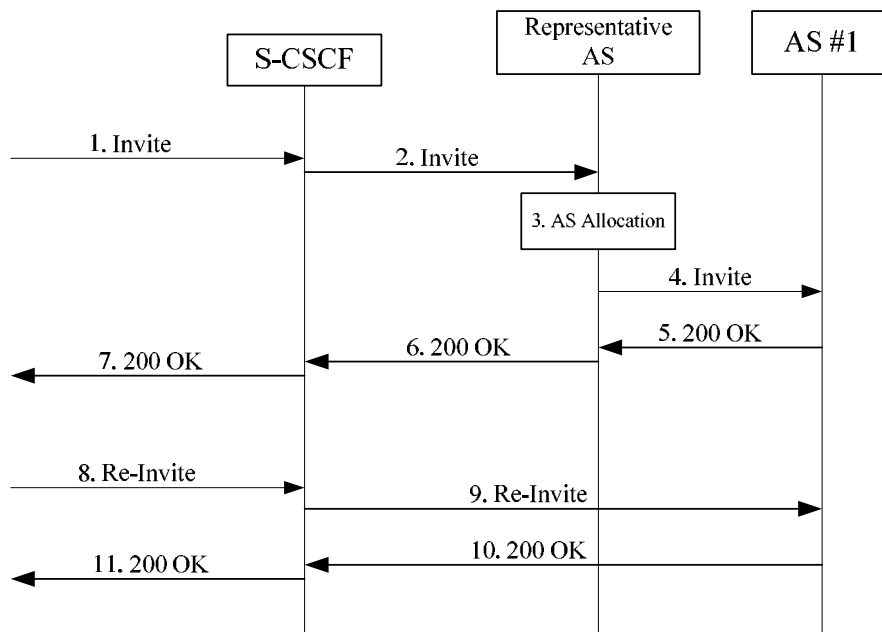 S-CSCF
Representative
AS
AS #1
1. Invite
2. Invite
3. AS Allocation
4. Invite
5. 200 OK
6. 200 OK
7. 200 OK
8. Re-Invite
9. Re-Invite
10. 200 OK
11. 200 OK